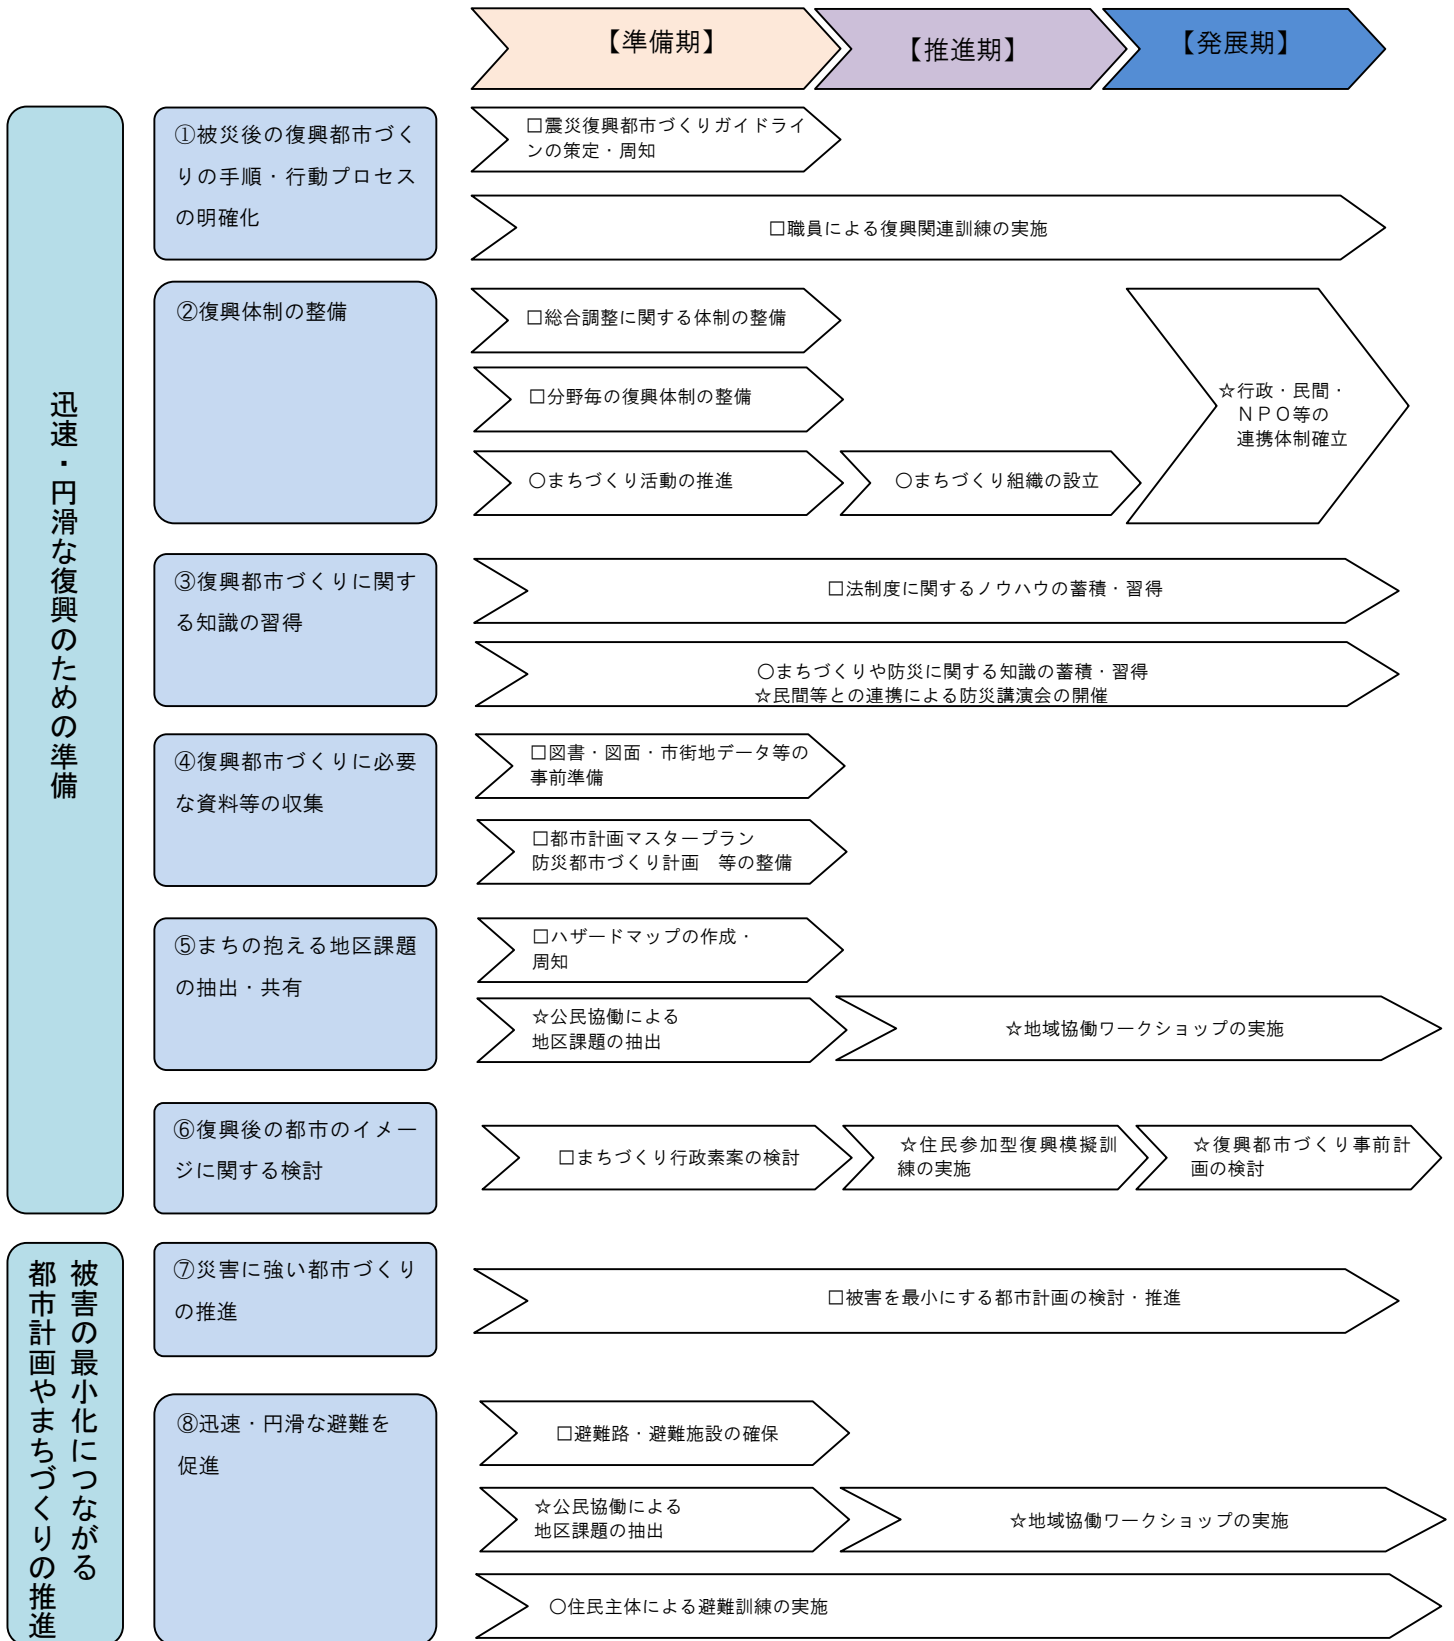 【準備期】
【推進期】
【発展期】
迅速・円滑な復興のための準備
①被災後の復興都市づく
りの手順・行動プロセス
の明確化
□震災復興都市づくりガイドライ
ンの策定・周知
□職員による復興関連訓練の実施
②復興体制の整備
□総合調整に関する体制の整備
□分野毎の復興体制の整備
○まちづくり活動の推進
○まちづくり組織の設立
☆行政・民間・
ＮＰＯ等の
連携体制確立
③復興都市づくりに関す
る知識の習得
□法制度に関するノウハウの蓄積・習得
○まちづくりや防災に関する知識の蓄積・習得
☆民間等との連携による防災講演会の開催
④復興都市づくりに必要
な資料等の収集
□図書・図面・市街地データ等の
事前準備
□都市計画マスタープラン
防災都市づくり計画　等の整備
⑤まちの抱える地区課題
の抽出・共有
□ハザードマップの作成・
周知
☆公民協働による
地区課題の抽出
☆地域協働ワークショップの実施
⑥復興後の都市のイメー
ジに関する検討
□まちづくり行政素案の検討
☆住民参加型復興模擬訓
練の実施
☆復興都市づくり事前計
画の検討
被害の最小化につながる
都市計画やまちづくりの推進
⑦災害に強い都市づくり
の推進
□被害を最小にする都市計画の検討・推進
⑧迅速・円滑な避難を
促進
□避難路・避難施設の確保
☆公民協働による
地区課題の抽出
☆地域協働ワークショップの実施
○住民主体による避難訓練の実施